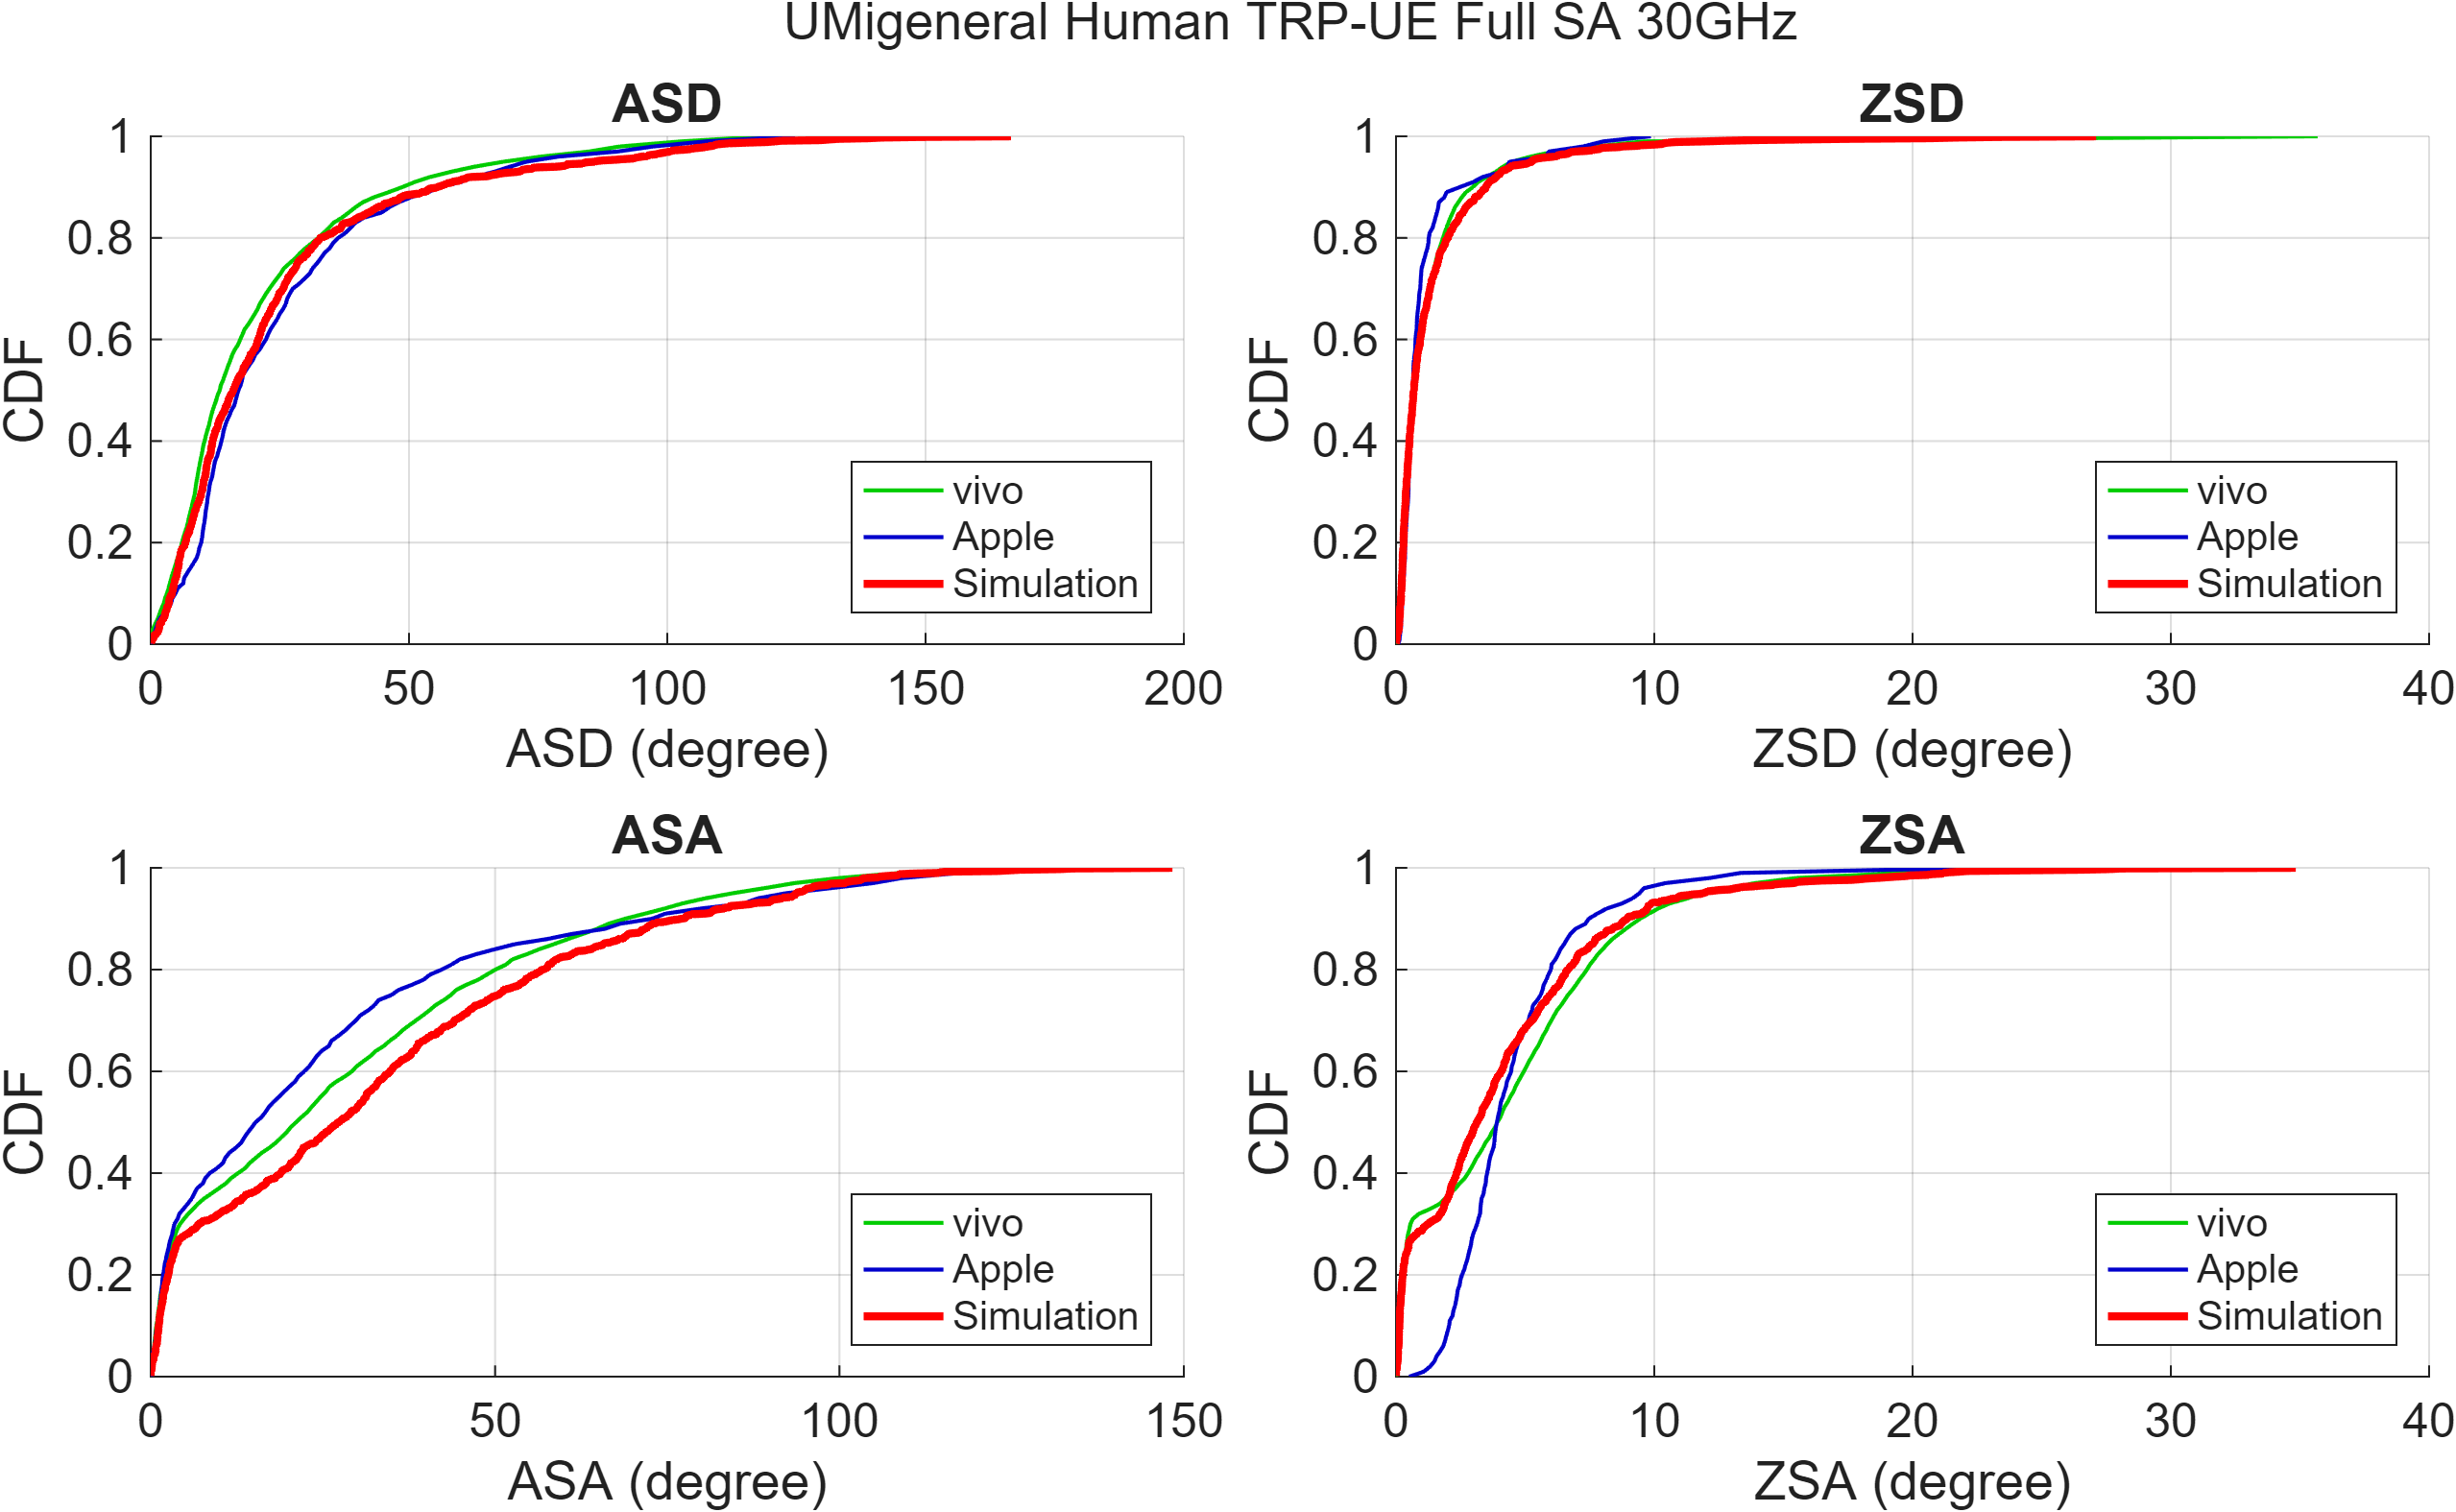 UMigeneral Human TRP-UE Full SA 30GHz
ASD
1
0.8
0.6
0.4
0.2
0
CDF
0 50 100 150 200
ASD (degree)
vivo
Apple
Simulation
ZSD
1
0.8
0.6
0.4
0.2
0
CDF
0 10 20 30 40
ZSD (degree)
vivo
Apple
Simulation
ASA
1
0.8
0.6
0.4
0.2
0
CDF
0 50 100 150
ASA (degree)
vivo
Apple
Simulation
ZSA
1
0.8
0.6
0.4
0.2
0
CDF
0 10 20 30 40
ZSA (degree)
vivo
Apple
Simulation